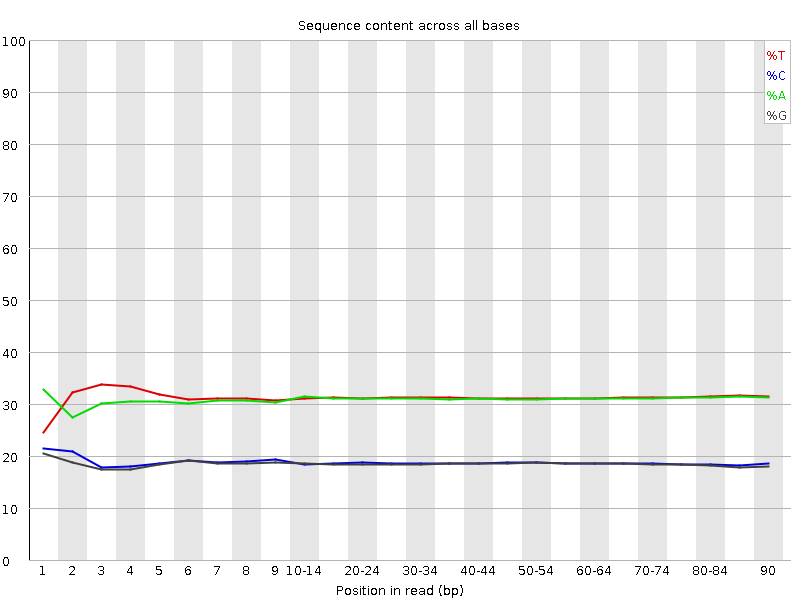 Sequence content across all bases
100
90
80
70
60
50
40
30
20
10
0
%T
%C
%A
%G
1 2 3 4 5 6 7 8 9 10-14 20-24 30-34 40-44 50-54 60-64 70-74 80-84 90
Position in read (bp)